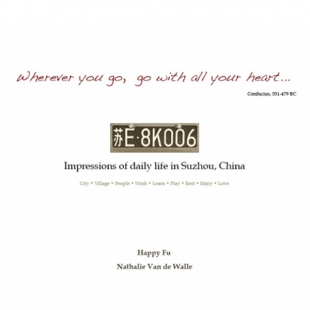 Wherever you go, go with all your heart...
Confucius, 551-479 BC
苏E·8K006
Impressions of daily life in Suzhou, China
City • Village • People • Work • Learn • Play • Rest • Enjoy • Love
Happy Fu
Nathalie Van de Walle